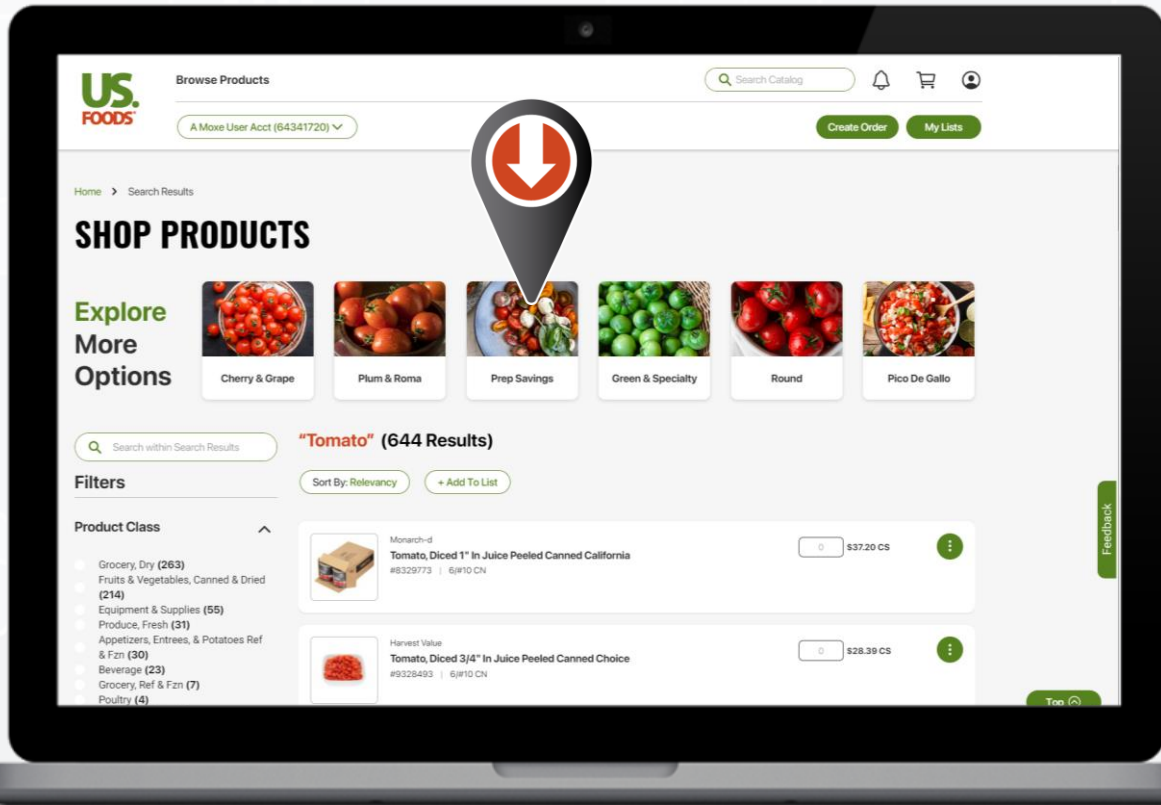 US.
FOODS
Browse Products
Search Catalog
A Moxe User Acct (64341720)
Create Order
My Lists
Home > Search Results
SHOP PRODUCTS
Explore
More
Options
Cherry & Grape
Plum & Roma
Prep Savings
Green & Specialty
Round
Pico De Gallo
Search within Search Results
"Tomato" (644 Results)
Filters
Sort By: Relevancy
+ Add To List
Product Class
Grocery, Dry (263)
Fruits & Vegetables, Canned & Dried
(214)
Equipment & Supplies (55)
Produce, Fresh (31)
Appetizers, Entrees, & Potatoes Ref
& Fzn (30)
Beverage (23)
Grocery, Ref & Fzn (7)
Poultry (4)
Monarch-d
Tomato, Diced 1" In Juice Peeled Canned California
#8329773 | 6/#10 CN
0 $37.20 CS
Harvest Value
Tomato, Diced 3/4" In Juice Peeled Canned Choice
#9328493 | 6/#10 CN
0 $28.39 CS
Feedback
Top